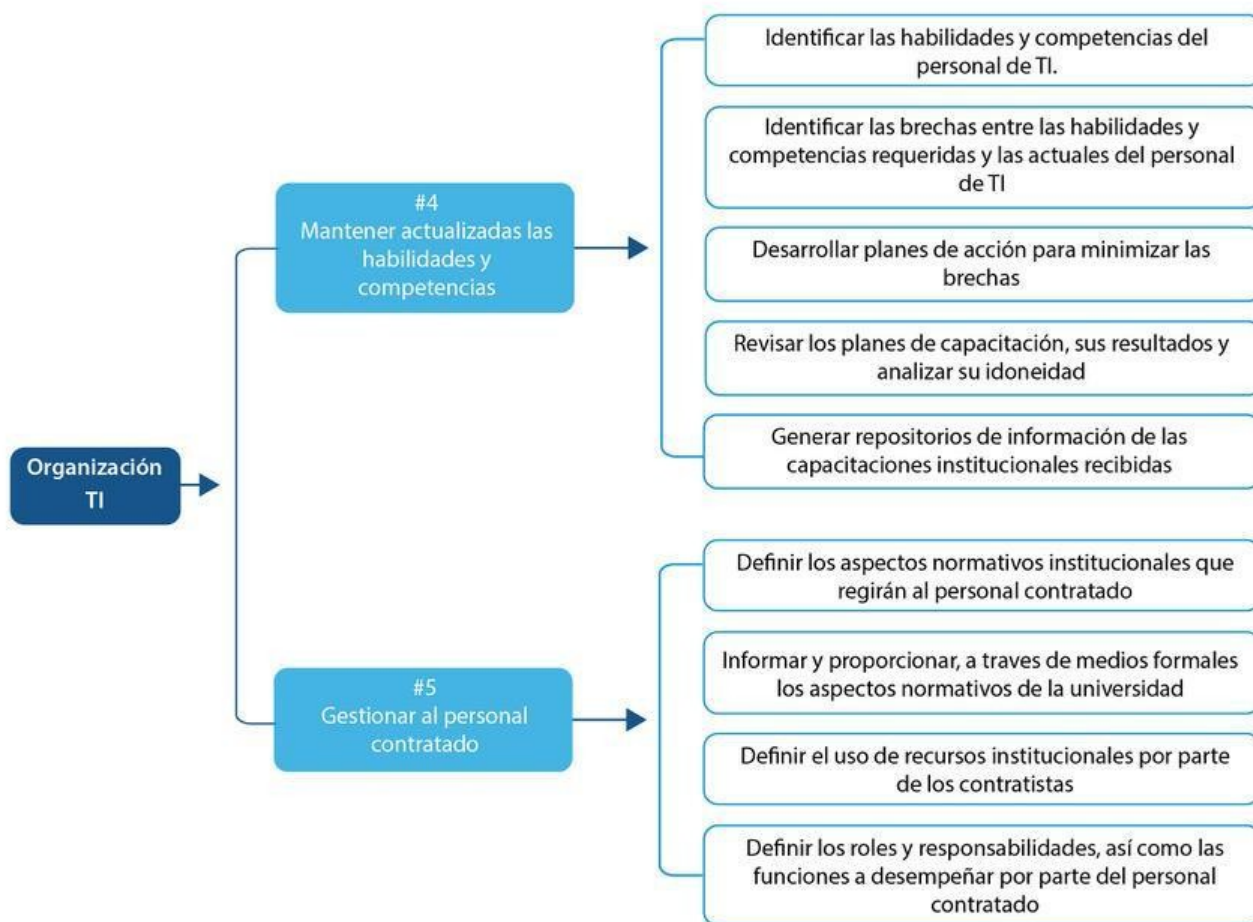 Organización
TI
#4
Mantener actualizadas las
habilidades y
competencias
Identificar las habilidades y competencias del
personal de TI.
Identificar las brechas entre las habilidades y
competencias requeridas y las actuales del personal
de TI
Desarrollar planes de acción para minimizar las
brechas
Revisar los planes de capacitación, sus resultados y
analizar su idoneidad
Generar repositorios de información de las
capacitaciones institucionales recibidas
#5
Gestionar al personal
contratado
Definir los aspectos normativos institucionales que
regirán al personal contratado
Informar y proporcionar, a traves de medios formales
los aspectos normativos de la universidad
Definir el uso de recursos institucionales por parte
de los contratistas
Definir los roles y responsabilidades, así como las
funciones a desempeñar por parte del personal
contratado